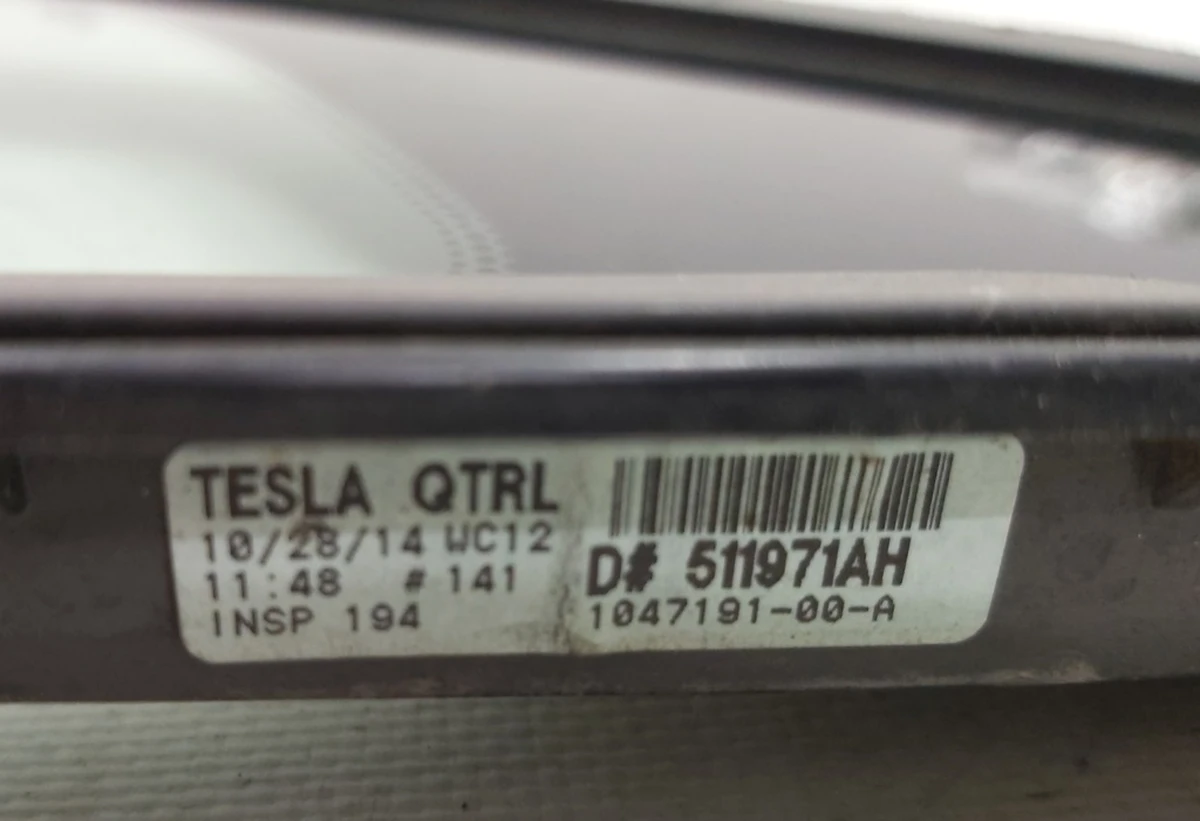 TESLA QTRL
10/28/14 WC12
11:48 # 141
INSP 194
D# 511971AH
1047191-00-A